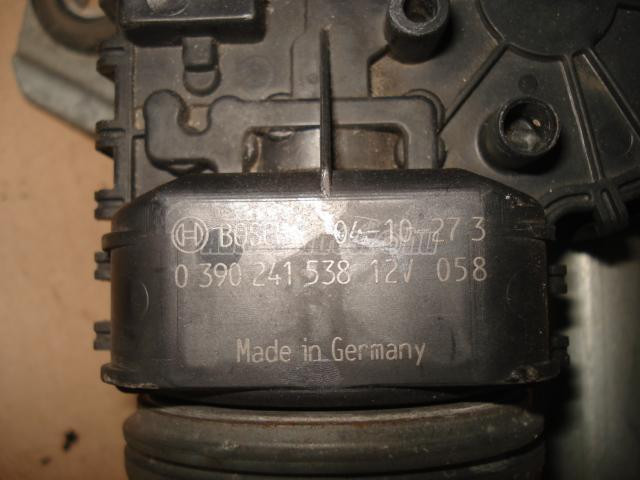 BOSCH 04-10-27 3
0 390 241 538 12V 058
Made in Germany